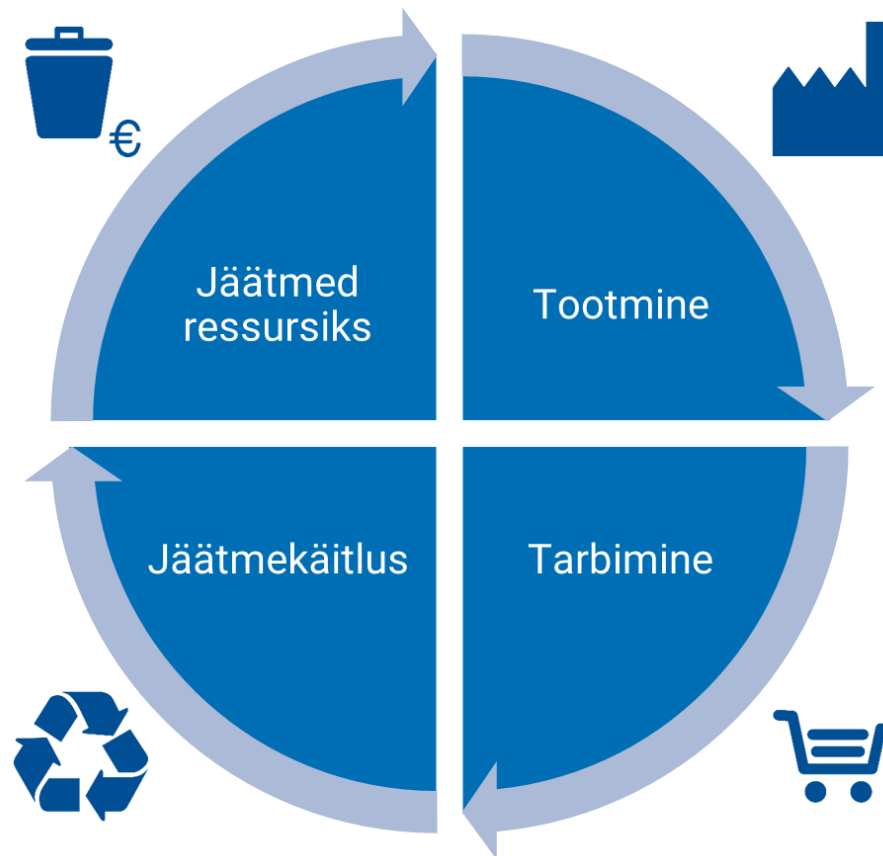 €
Jäätmed
ressursiks
Tootmine
Jäätmekäitlus
Tarbimine